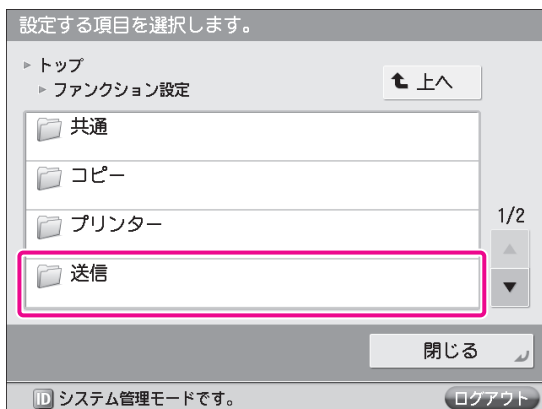 設定する項目を選択します。
トップ
ファンクション設定
上へ
共通
コピー
プリンター
送信
1/2
閉じる
ID システム管理モードです。
ログアウト